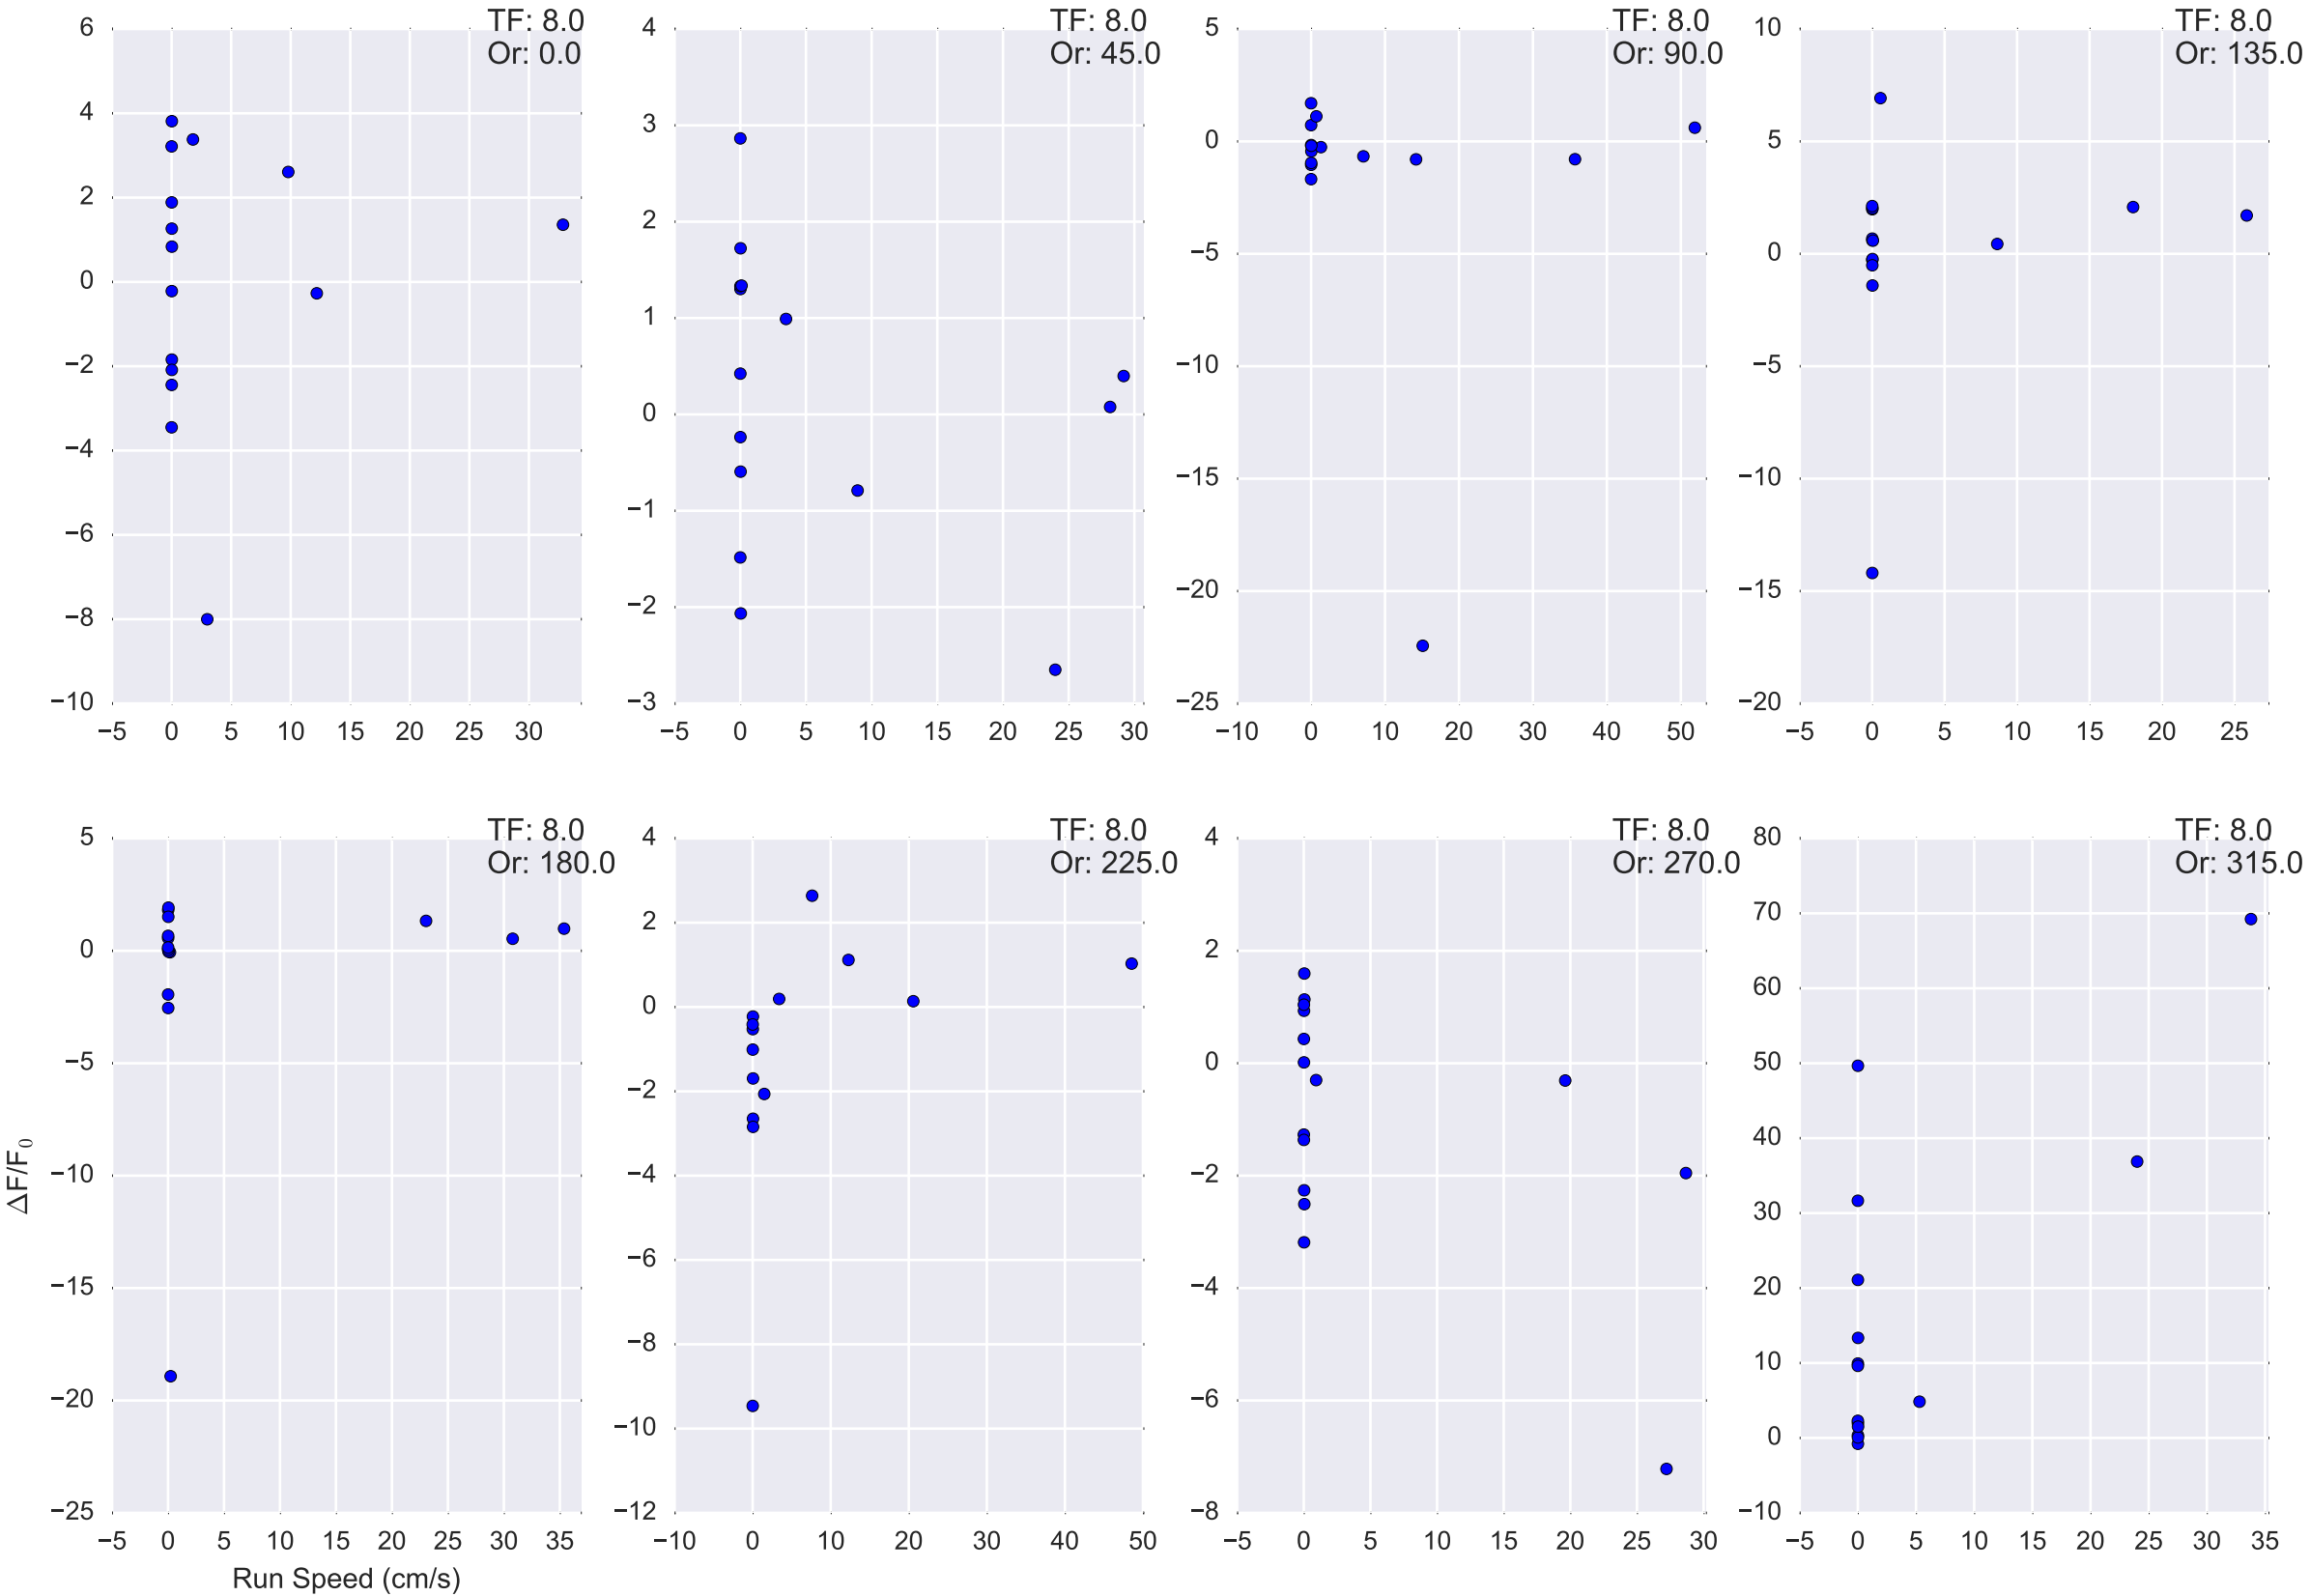 TF: 8.0
Or: 0.0
6
4
2
0
−2
−4
−6
−8
−10
−5 0 5 10 15 20 25 30
TF: 8.0
Or: 45.0
4
3
2
1
0
−1
−2
−3
−5 0 5 10 15 20 25 30
TF: 8.0
Or: 90.0
5
0
−5
−10
−15
−20
−25
−10 0 10 20 30 40 50
TF: 8.0
Or: 135.0
10
5
0
−5
−10
−15
−20
−5 0 5 10 15 20 25
TF: 8.0
Or: 180.0
5
0
−5
−10
−15
−20
−25
−5 0 5 10 15 20 25 30 35
ΔF/F0
Run Speed (cm/s)
TF: 8.0
Or: 225.0
4
2
0
−2
−4
−6
−8
−10
−12
−10 0 10 20 30 40 50
TF: 8.0
Or: 270.0
4
2
0
−2
−4
−6
−8
−5 0 5 10 15 20 25 30
TF: 8.0
Or: 315.0
80
70
60
50
40
30
20
10
0
−10
−5 0 5 10 15 20 25 30 35